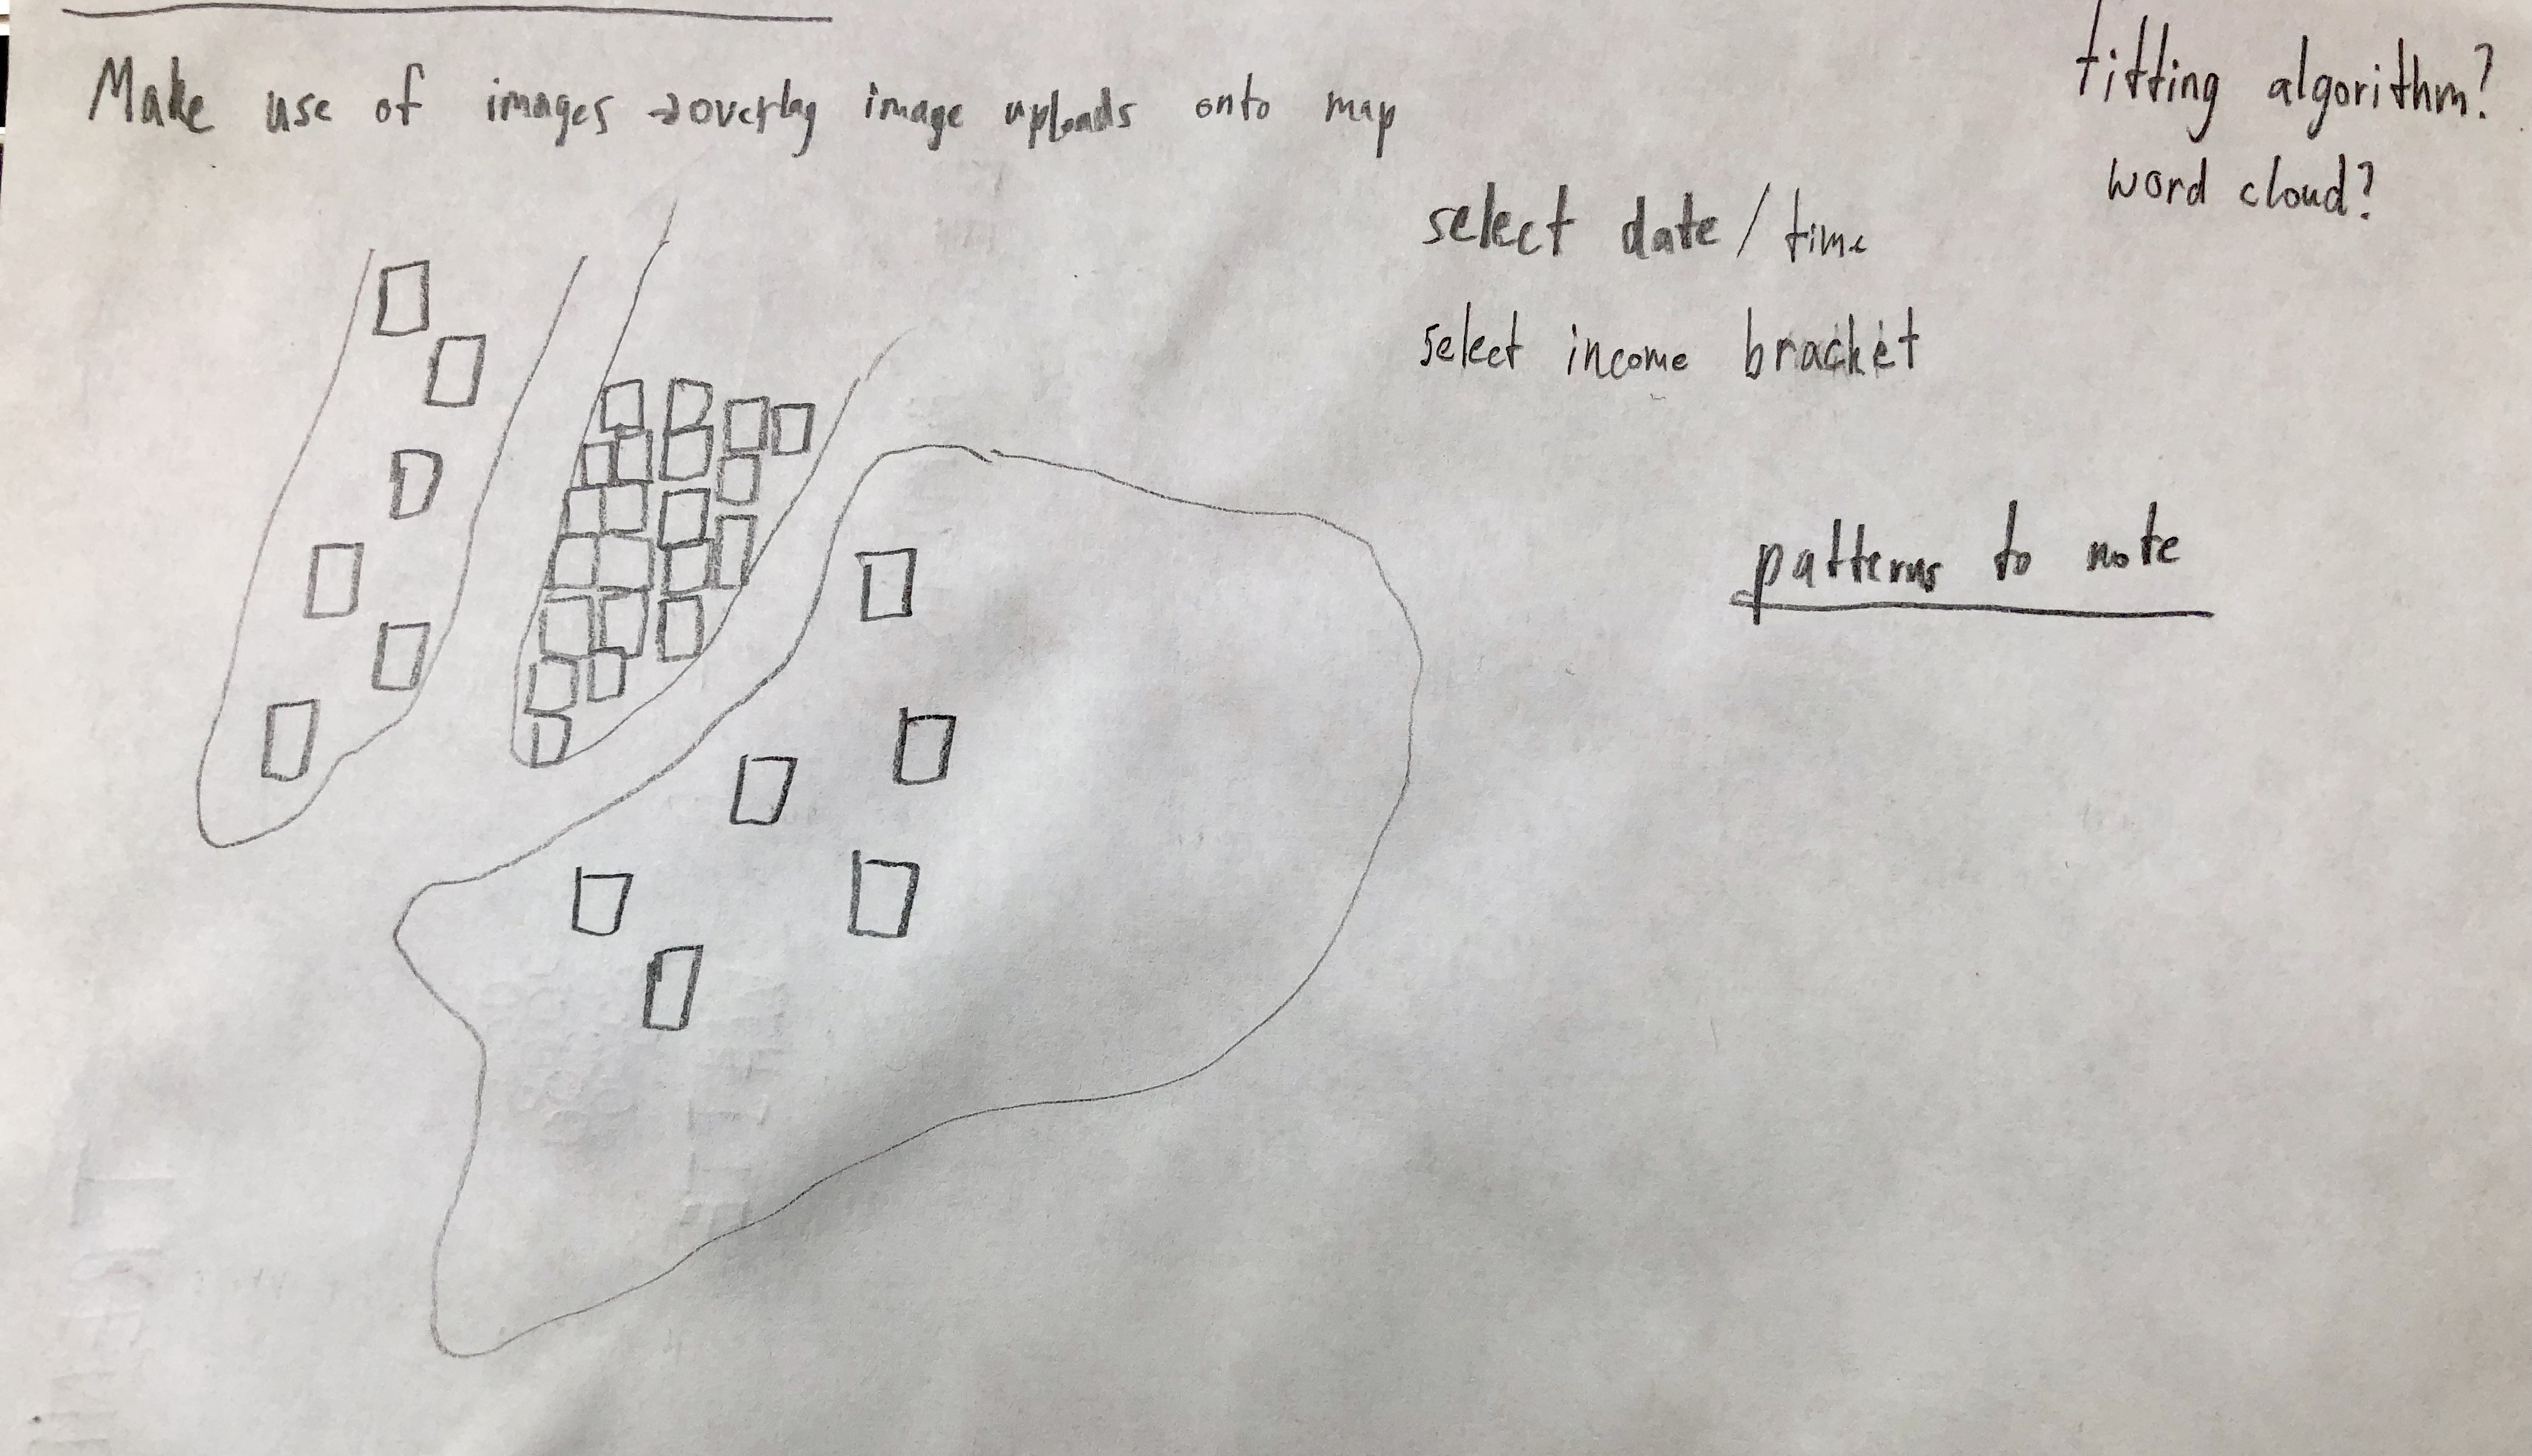 Make use of images → overlay image uploads onto map
fitting algorithm?
word cloud?
select date / time
select income bracket
patterns to note